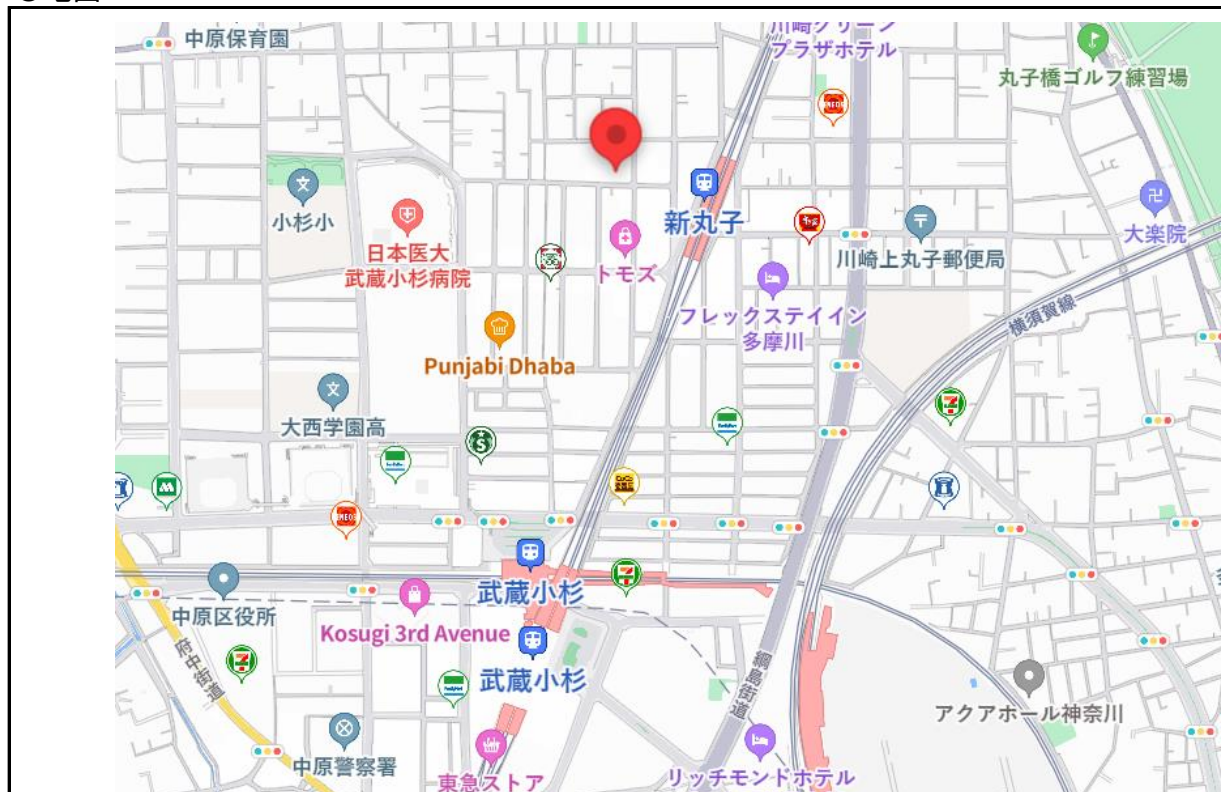 中原保育園
川崎グリーン
プラザホテル
丸子橋ゴルフ練習場
ENEOS
小杉小
日本医大
武蔵小杉病院
新丸子
トモズ
川崎上丸子郵便局
大楽院
フレックステイイン
多摩川
横須賀線
Punjabi Dhaba
大西学園高
ENEOS
武蔵小杉
中原区役所
Kosugi 3rd Avenue
武蔵小杉
府中街道
綱島街道
アクアホール神奈川
中原警察署
東急ストア
リッチモンドホテル